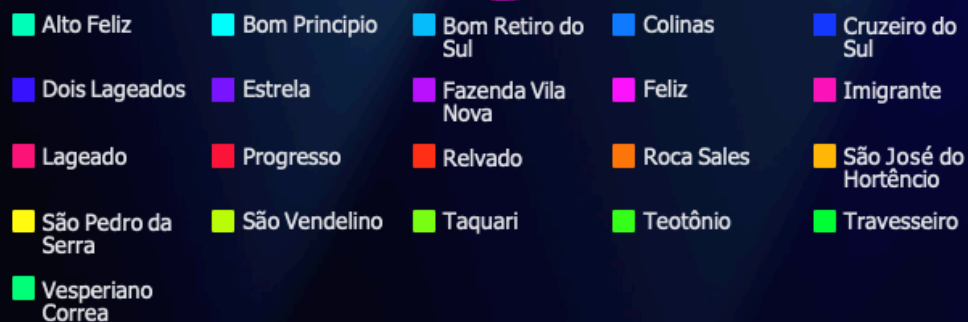 Alto Feliz
Bom Principio
Bom Retiro do
Sul
Colinas
Cruzeiro do
Sul
Dois Lageados
Estrela
Fazenda Vila
Nova
Feliz
Imigrante
Lageado
Progresso
Relvado
Roca Sales
São José do
Hortêncio
São Pedro da
Serra
São Vendelino
Taquari
Teotônio
Travesseiro
Vesperiano
Correa